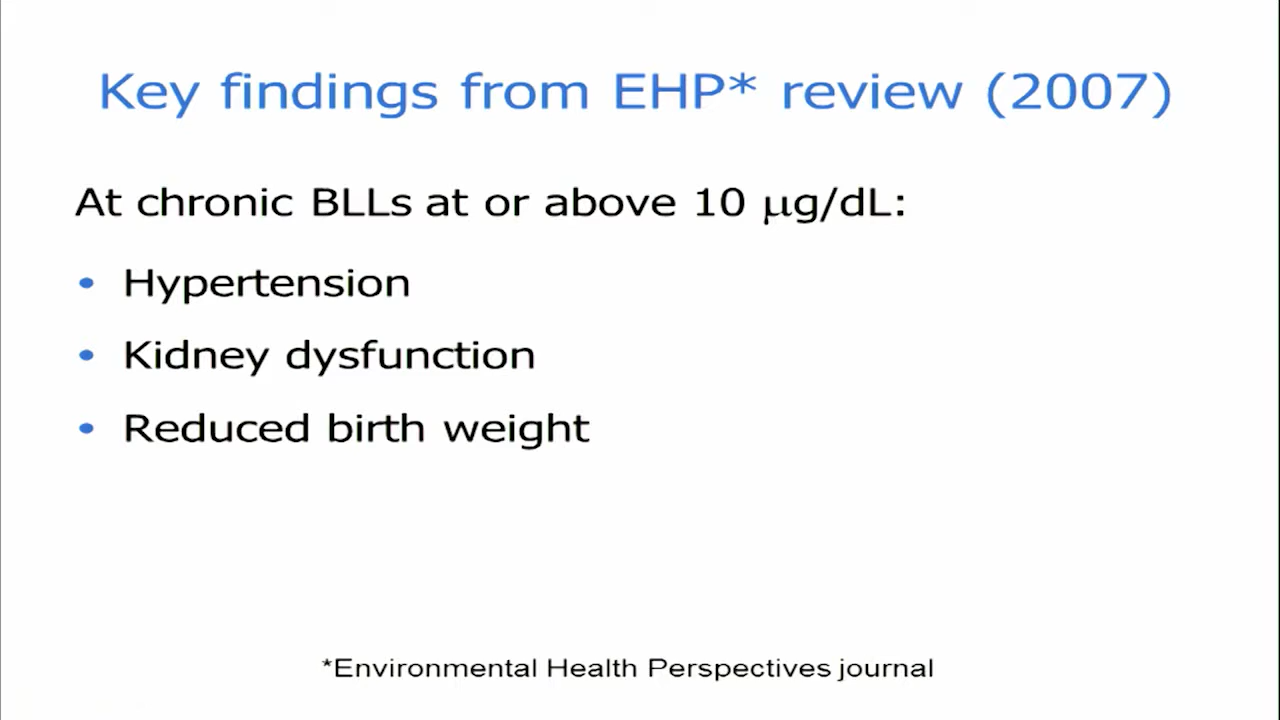 Key findings from EHP* review (2007)
At chronic BLLs at or above 10 μg/dL:
• Hypertension
• Kidney dysfunction
• Reduced birth weight
*Environmental Health Perspectives journal